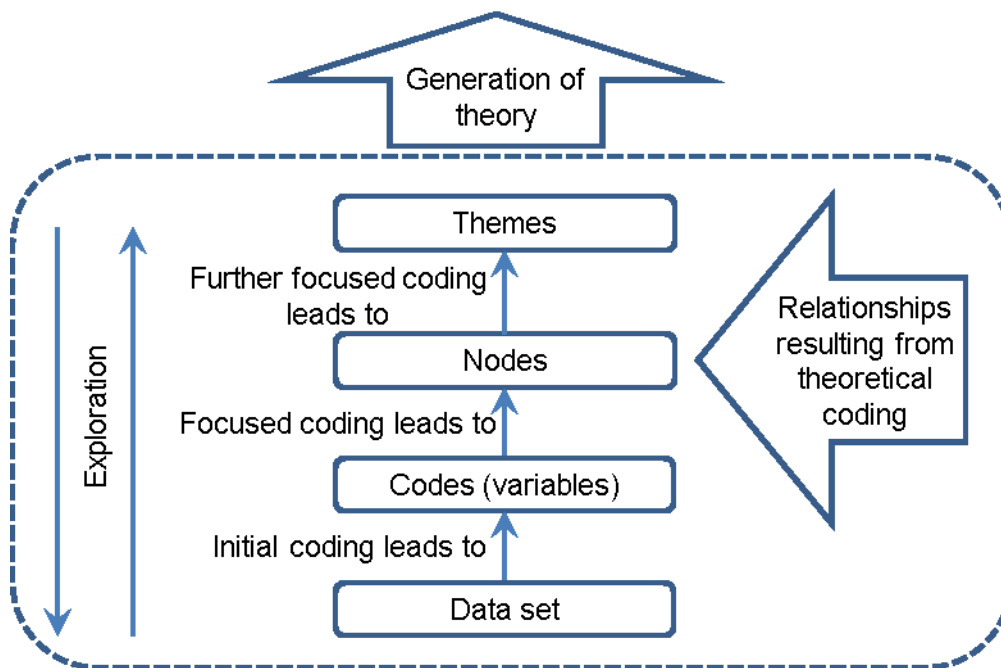 Generation of
theory
Themes
Further focused coding
leads to
Nodes
Focused coding leads to
Codes (variables)
Initial coding leads to
Data set
Exploration
Relationships
resulting from
theoretical
coding